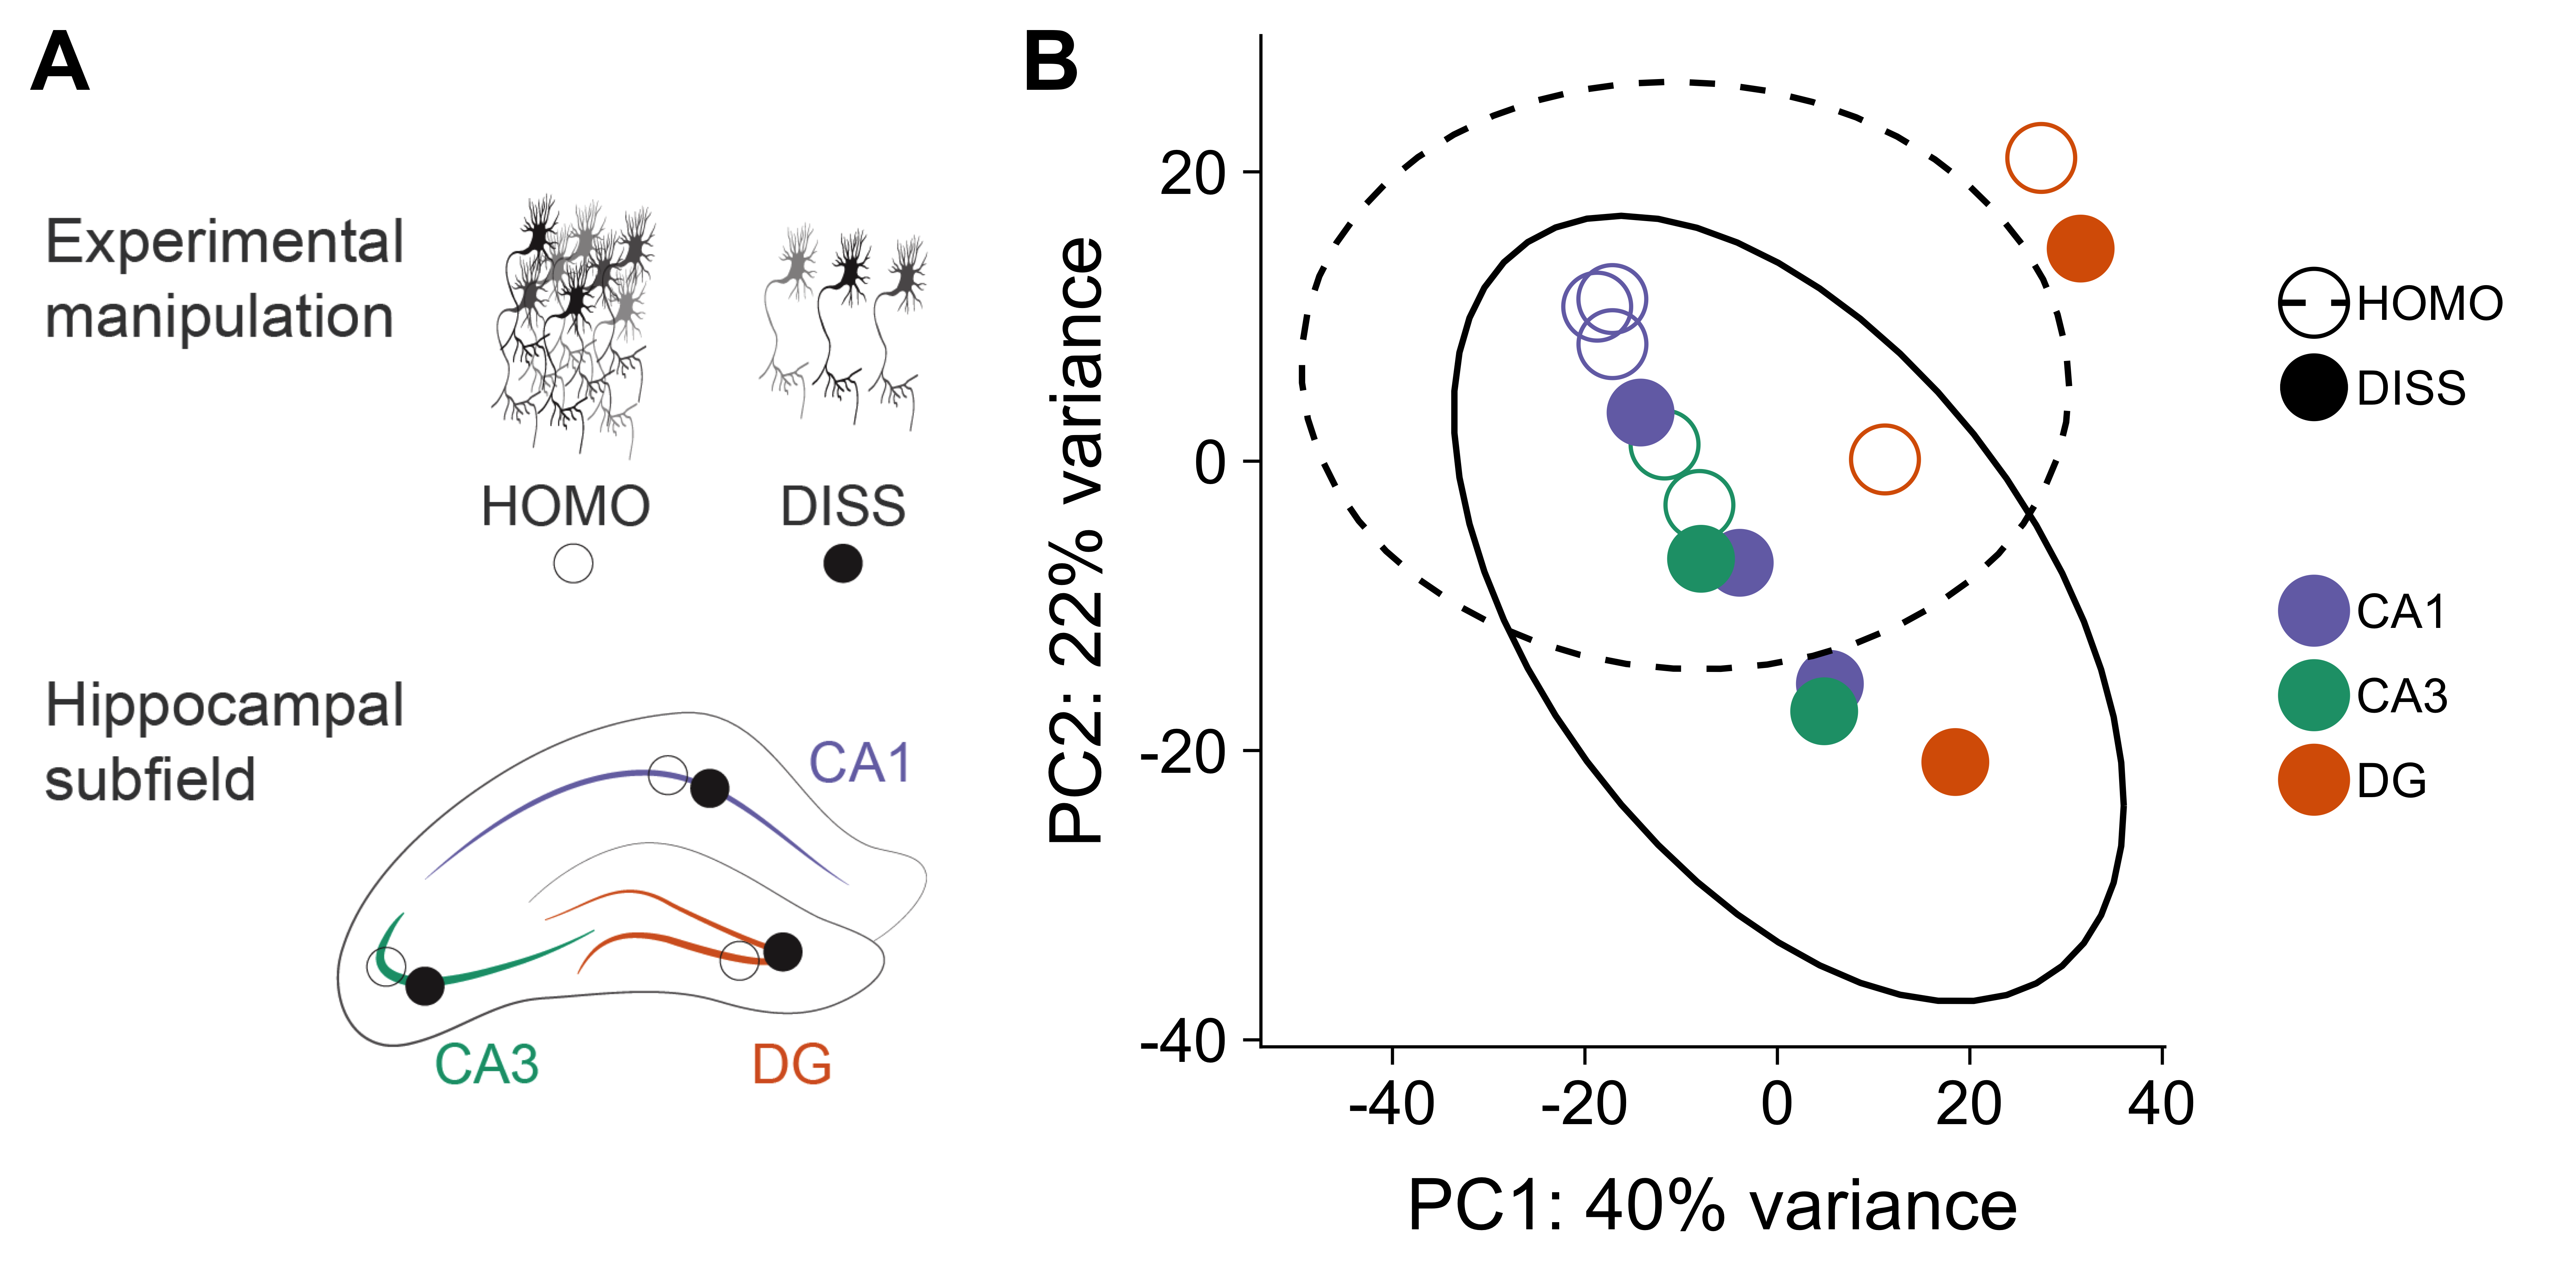 A
Experimental
manipulation
HOMO
DISS
Hippocampal
subfield
CA1
CA3
DG
B
PC2: 22% variance
20
0
-20
-40
-40
-20
0
20
40
PC1: 40% variance
HOMO
DISS
CA1
CA3
DG